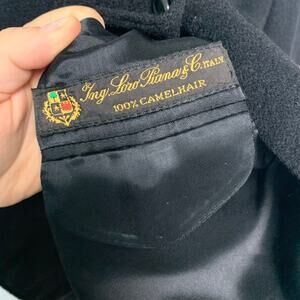 Ing. Loro Piana & C. ITALY
100% CAMELHAIR